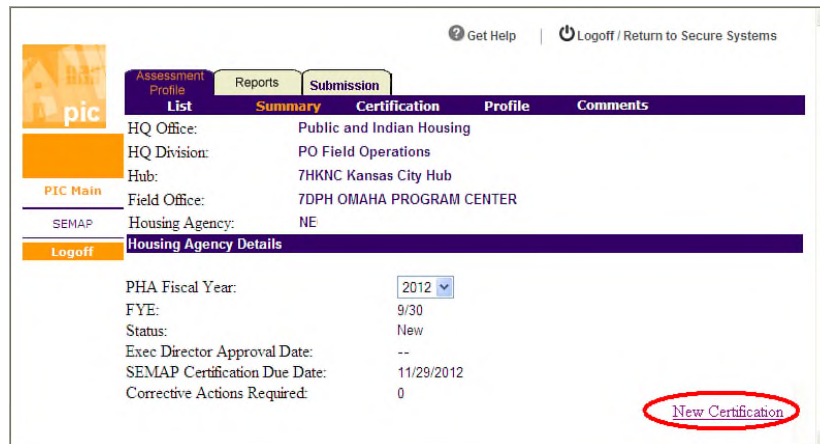 Get Help | Logoff / Return to Secure Systems
pic
Assessment Profile Reports Submission
List Summary Certification Profile Comments
HQ Office: Public and Indian Housing
HQ Division: PO Field Operations
Hub: 7HKNC Kansas City Hub
PIC Main
Field Office: 7DPH OMAHA PROGRAM CENTER
SEMAP
Housing Agency: NE
Logoff
Housing Agency Details
PHA Fiscal Year: 2012
FYE: 9/30
Status: New
Exec Director Approval Date: --
SEMAP Certification Due Date: 11/29/2012
Corrective Actions Required: 0
New Certification